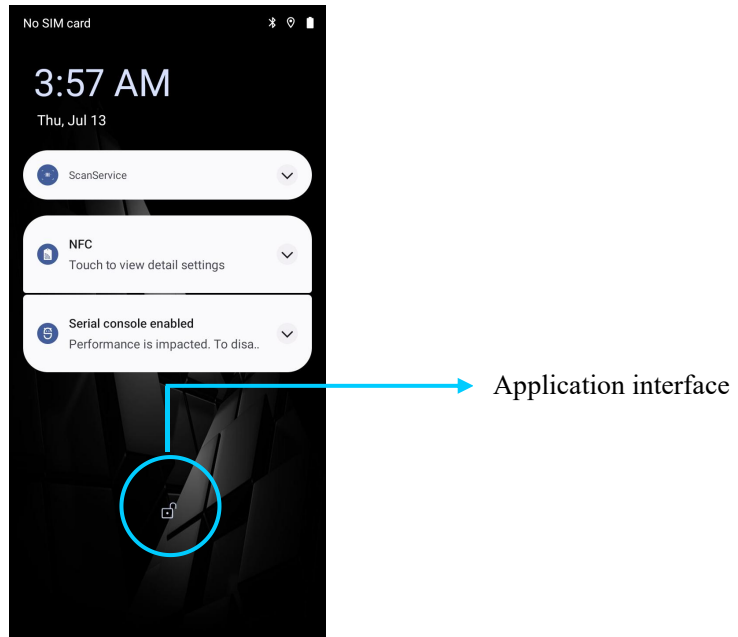 No SIM card
3:57 AM
Thu, Jul 13
ScanService
NFC
Touch to view detail settings
Serial console enabled
Performance is impacted. To disa..
Application interface